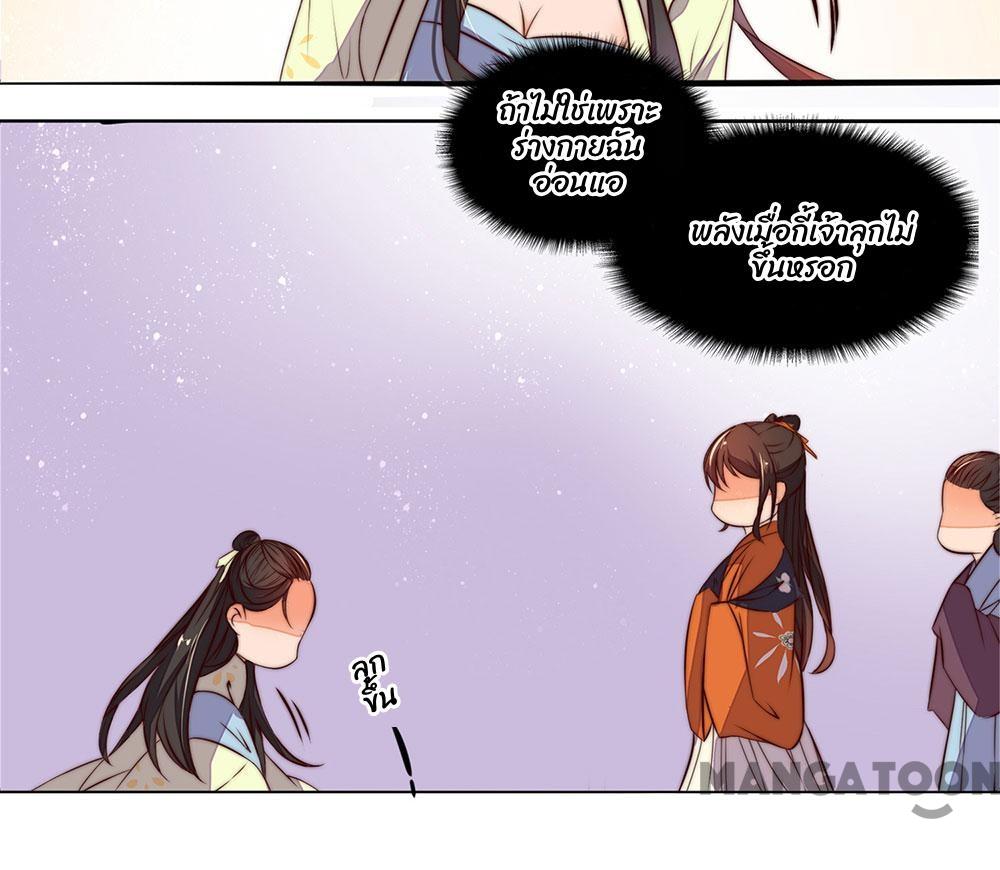 ถ้าไม่ใช่เพราะ
ร่างกายฉัน
อ่อนแอ
พลังเมื่อกี้เจ้าลุกไม่
ขึ้นหรอก
ลุก
ขึ้น
MANGATOON